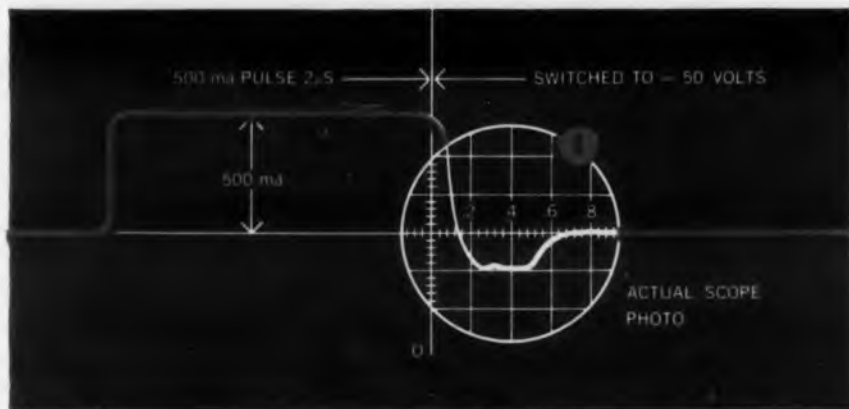 500 ma PULSE 2μS
SWITCHED TO — 50 VOLTS
500 ma
.2 .4 .6 .8
ACTUAL SCOPE
PHOTO
0